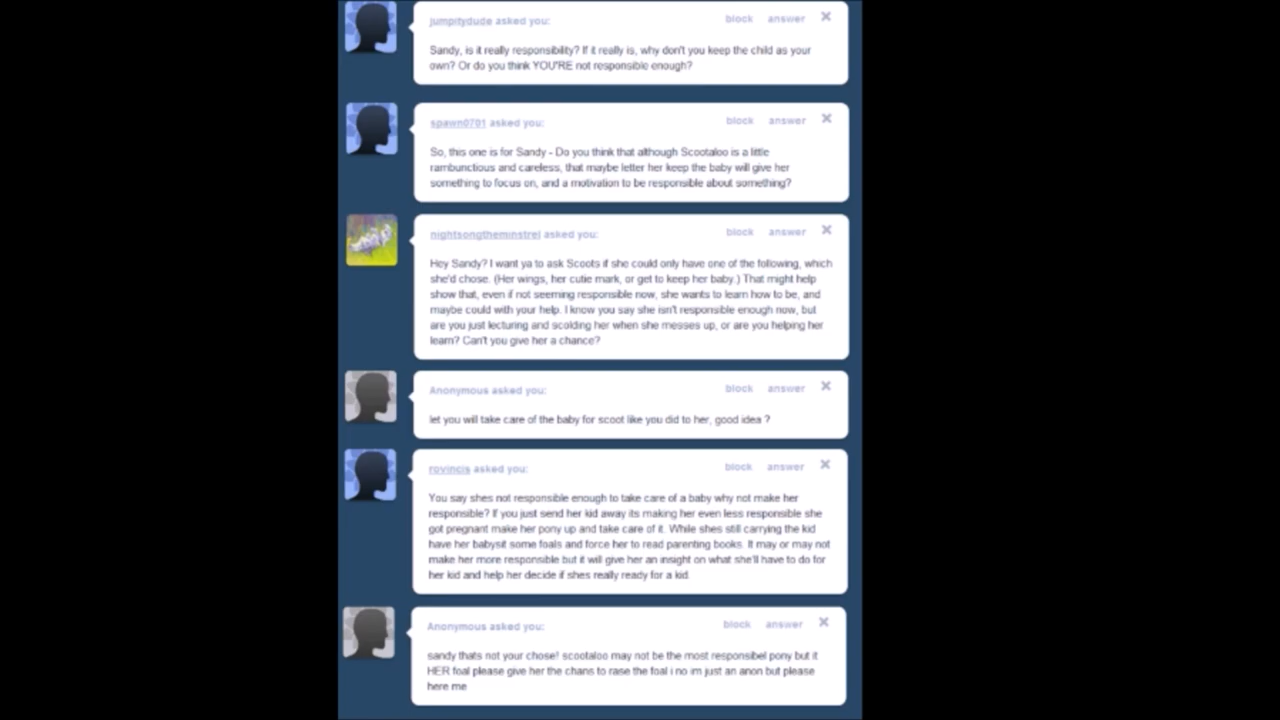 jumpitydude asked you:
block answer ×
Sandy, is it really responsibility? If it really is, why don't you keep the child as your
own? Or do you think YOU'RE not responsible enough?
spawn0701 asked you:
block answer ×
So, this one is for Sandy - Do you think that although Scootaloo is a little
rambunctious and careless, that maybe letter her keep the baby will give her
something to focus on, and a motivation to be responsible about something?
nightsongtheminstrel asked you:
block answer ×
Hey Sandy? I want ya to ask Scoots if she could only have one of the following, which
she'd chose. (Her wings, her cutie mark, or get to keep her baby.) That might help
show that, even if not seeming responsible now, she wants to learn how to be, and
maybe could with your help. I know you say she isn't responsible enough now, but
are you just lecturing and scolding her when she messes up, or are you helping her
learn? Can't you give her a chance?
Anonymous asked you:
block answer ×
let you will take care of the baby for scoot like you did to her, good idea ?
rovincis asked you:
block answer ×
You say shes not responsible enough to take care of a baby why not make her
responsible? If you just send her kid away its making her even less responsible she
got pregnant make her pony up and take care of it. While shes still carrying the kid
have her babysit some foals and force her to read parenting books. It may or may not
make her more responsible but it will give her an insight on what she'll have to do for
her kid and help her decide if shes really ready for a kid.
Anonymous asked you:
block answer ×
sandy thats not your chose! scootaloo may not be the most responsibel pony but it
HER foal please give her the chans to rase the foal i no im just an anon but please
here me